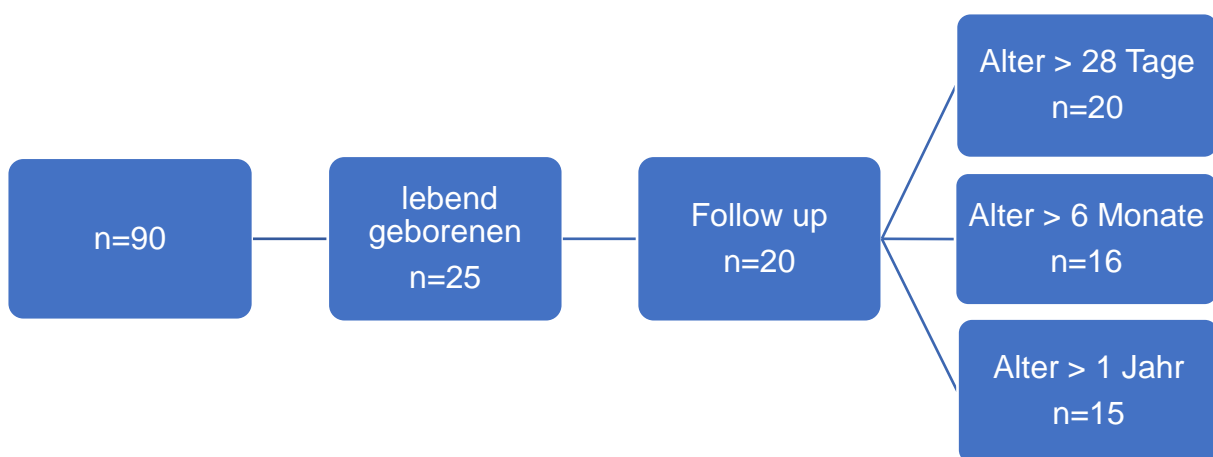 n=90
lebend
geborenen
n=25
Follow up
n=20
Alter > 28 Tage
n=20
Alter > 6 Monate
n=16
Alter > 1 Jahr
n=15